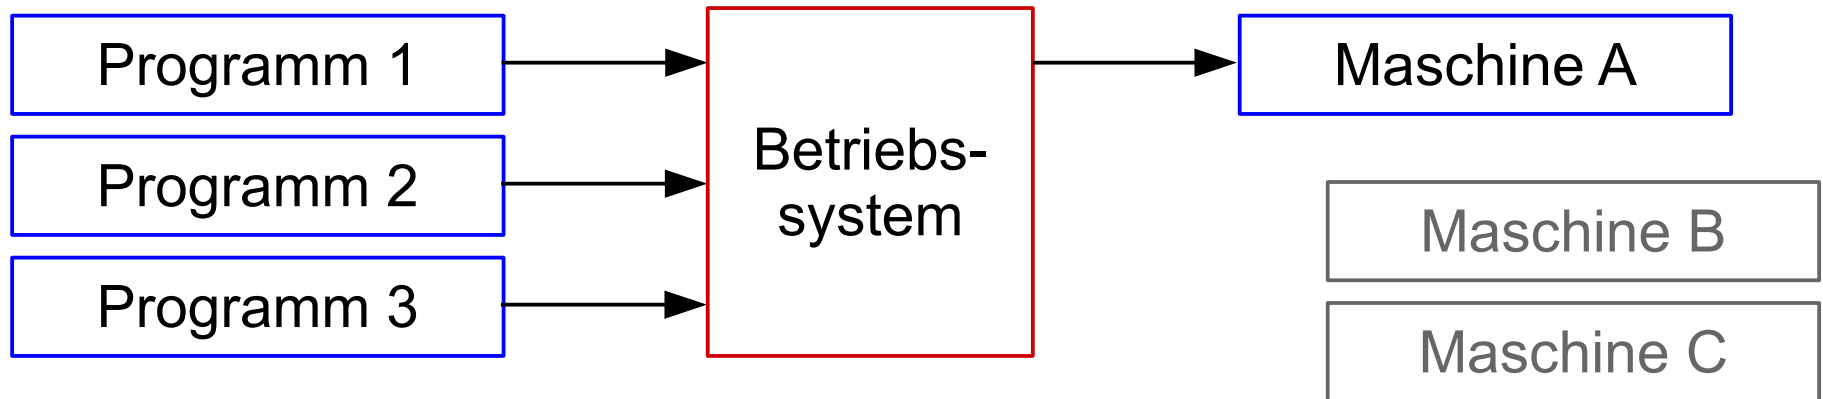 Programm 1
Programm 2
Programm 3
Betriebs-
system
Maschine A
Maschine B
Maschine C